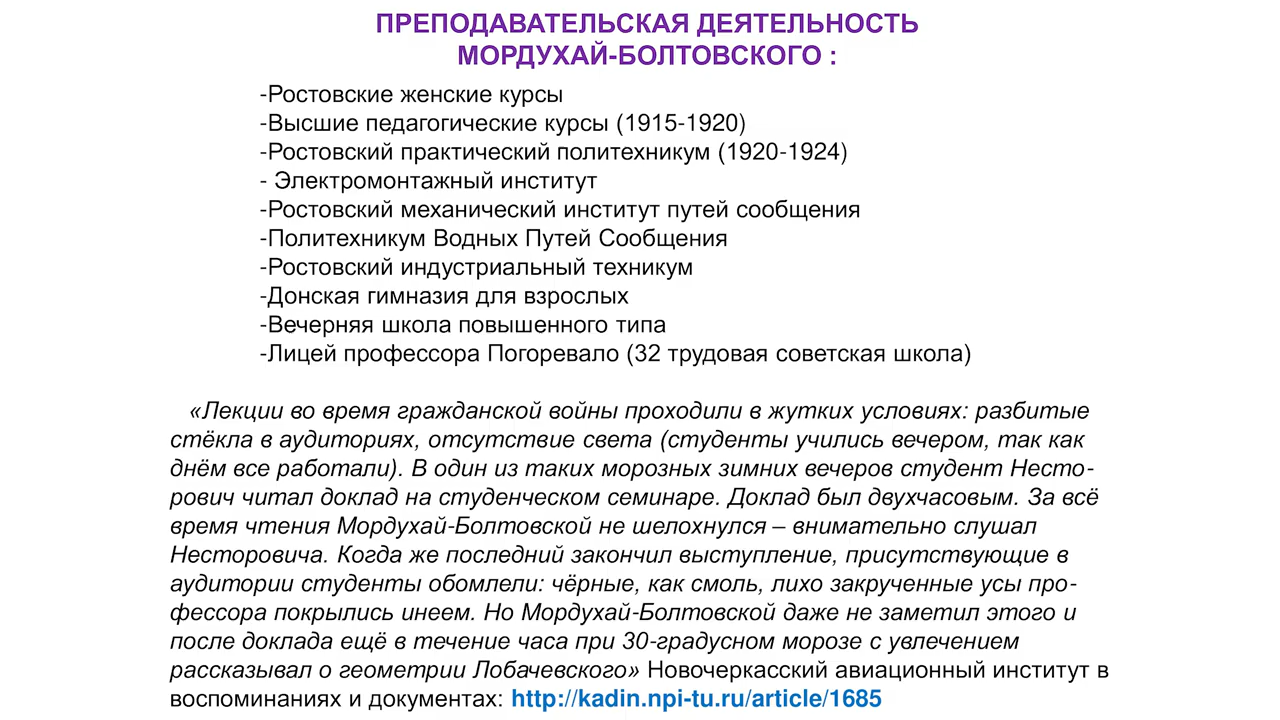 ПРЕПОДАВАТЕЛЬСКАЯ ДЕЯТЕЛЬНОСТЬ
МОРДУХАЙ-БОЛТОВСКОГО :
-Ростовские женские курсы
-Высшие педагогические курсы (1915-1920)
-Ростовский практический политехникум (1920-1924)
- Электромонтажный институт
-Ростовский механический институт путей сообщения
-Политехникум Водных Путей Сообщения
-Ростовский индустриальный техникум
-Донская гимназия для взрослых
-Вечерняя школа повышенного типа
-Лицей профессора Погоревало (32 трудовая советская школа)
«Лекции во время гражданской войны проходили в жутких условиях: разбитые
стёкла в аудиториях, отсутствие света (студенты учились вечером, так как
днём все работали). В один из таких морозных зимних вечеров студент Несто-
рович читал доклад на студенческом семинаре. Доклад был двухчасовым. За всё
время чтения Мордухай-Болтовской не шелохнулся – внимательно слушал
Несторовича. Когда же последний закончил выступление, присутствующие в
аудитории студенты обомлели: чёрные, как смоль, лихо закрученные усы про-
фессора покрылись инеем. Но Мордухай-Болтовской даже не заметил этого и
после доклада ещё в течение часа при 30-градусном морозе с увлечением
рассказывал о геометрии Лобачевского» Новочеркасский авиационный институт в
воспоминаниях и документах: http://kadin.npi-tu.ru/article/1685